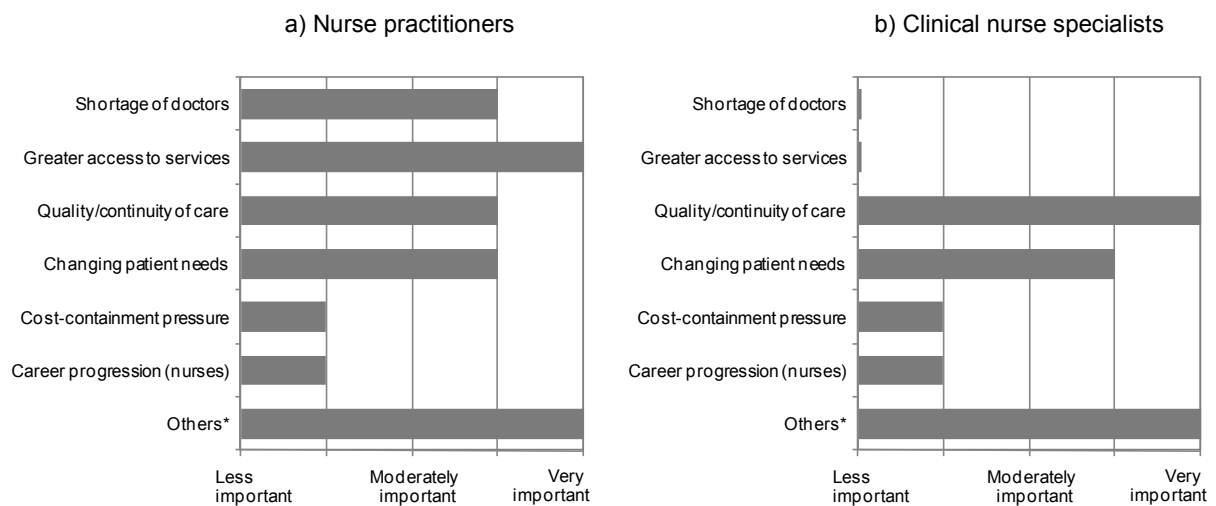 a) Nurse practitioners
Shortage of doctors
Greater access to services
Quality/continuity of care
Changing patient needs
Cost-containment pressure
Career progression (nurses)
Others*
Less
important
Moderately
important
Very
important
b) Clinical nurse specialists
Shortage of doctors
Greater access to services
Quality/continuity of care
Changing patient needs
Cost-containment pressure
Career progression (nurses)
Others*
Less
important
Moderately
important
Very
important